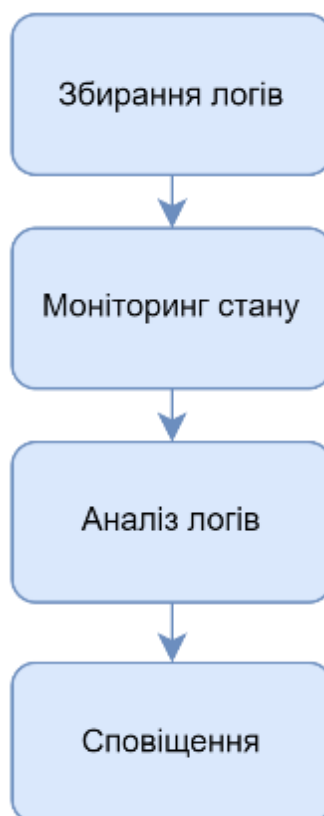 Збирання логів
Моніторинг стану
Аналіз логів
Сповіщення